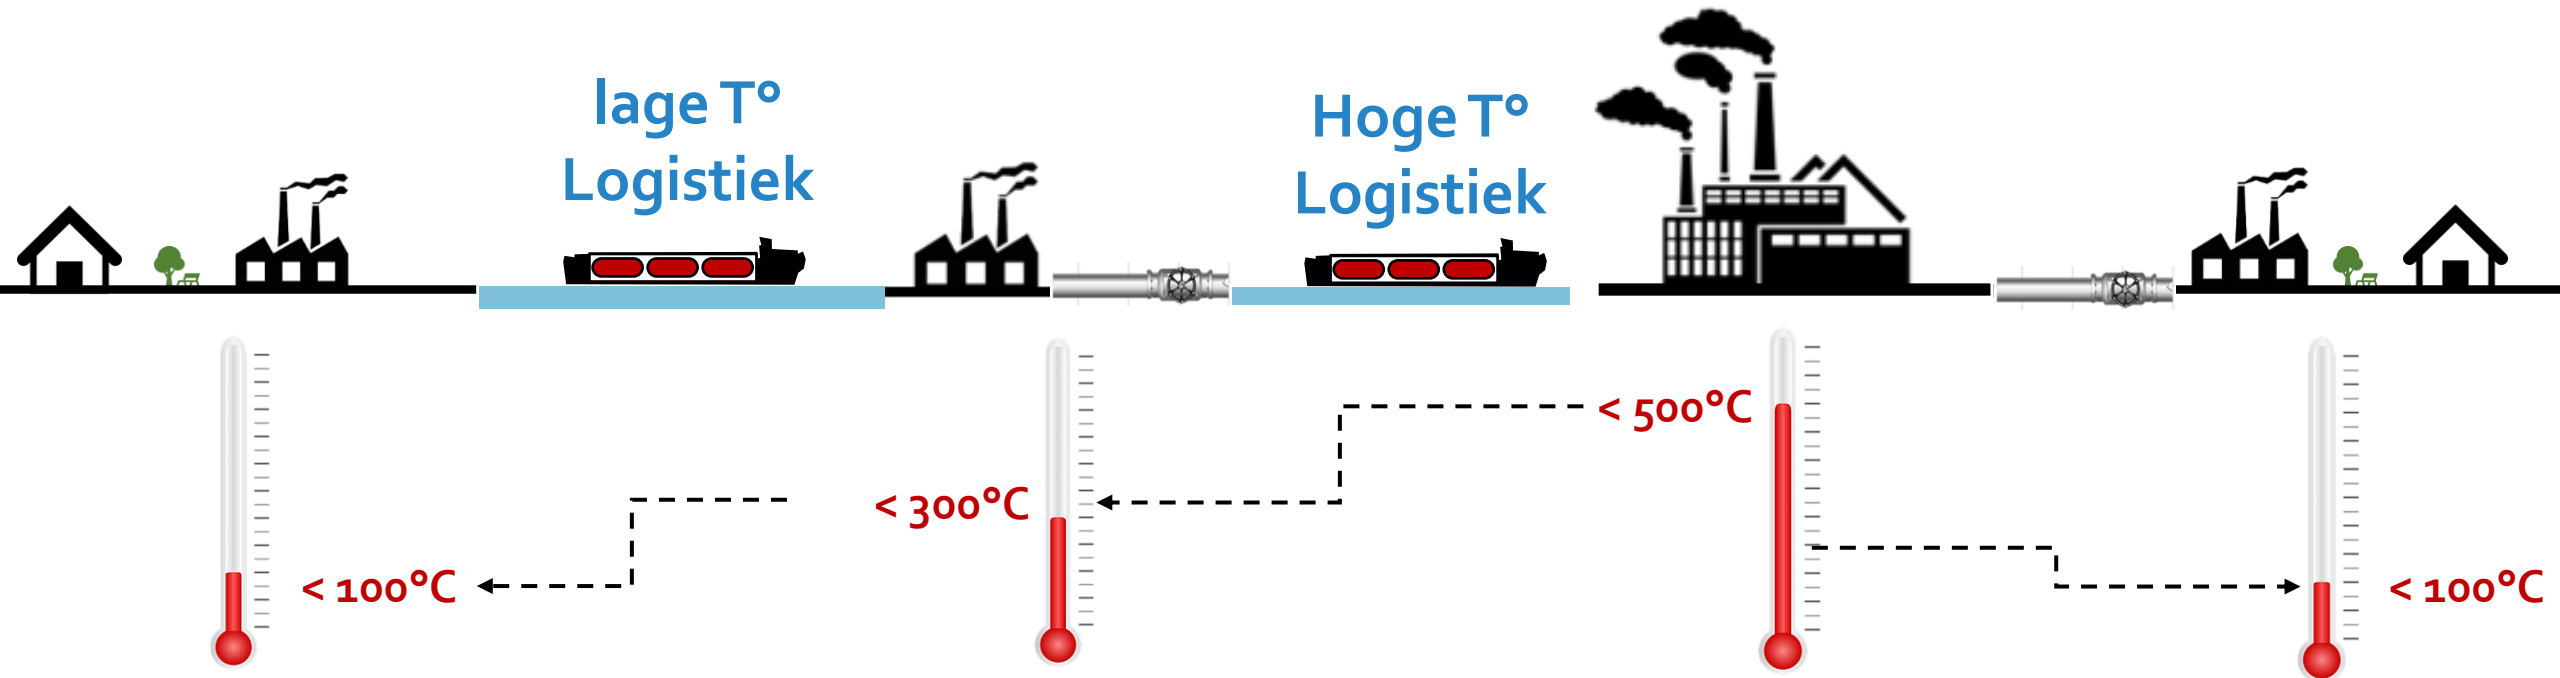 lage T°
Logistiek
Hoge T°
Logistiek
< 500°C
< 300°C
< 100°C
< 100°C